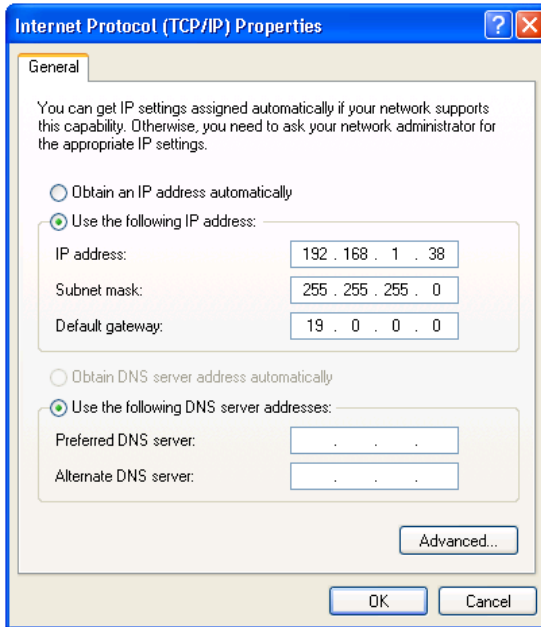 Internet Protocol (TCP/IP) Properties
General
You can get IP settings assigned automatically if your network supports
this capability. Otherwise, you need to ask your network administrator for
the appropriate IP settings.
Obtain an IP address automatically
Use the following IP address:
IP address: 192 . 168 . 1 . 38
Subnet mask: 255 . 255 . 255 . 0
Default gateway: 19 . 0 . 0 . 0
Obtain DNS server address automatically
Use the following DNS server addresses:
Preferred DNS server: . . .
Alternate DNS server: . . .
Advanced...
OK Cancel